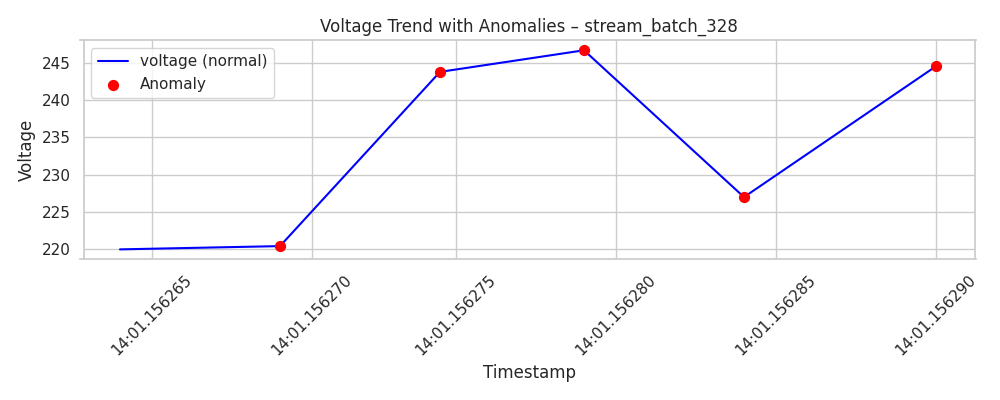 Voltage Trend with Anomalies – stream_batch_328
voltage (normal)
Anomaly
Voltage
245
240
235
230
225
220
14:01.156265
14:01.156270
14:01.156275
14:01.156280
14:01.156285
14:01.156290
Timestamp